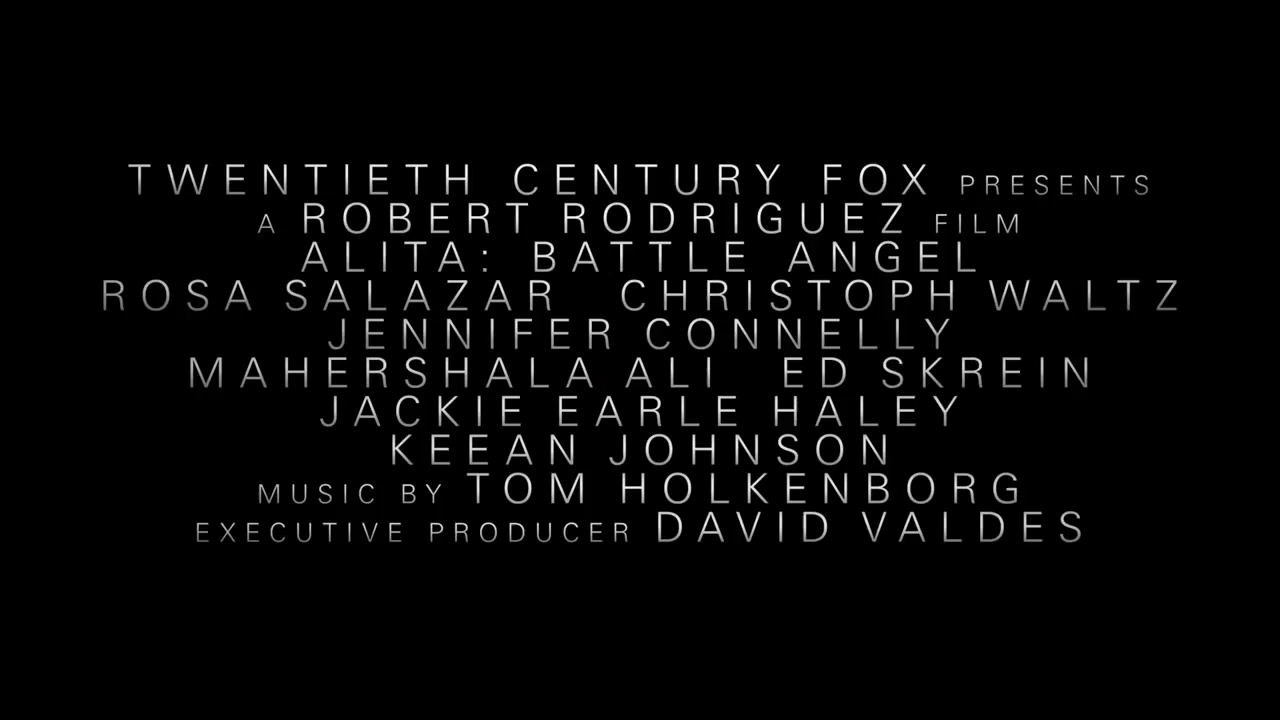 TWENTIETH CENTURY FOX PRESENTS
A ROBERT RODRIGUEZ FILM
ALITA: BATTLE ANGEL
ROSA SALAZAR CHRISTOPH WALTZ
JENNIFER CONNELLY
MAHERSHALA ALI ED SKREIN
JACKIE EARLE HALEY
KEEAN JOHNSON
MUSIC BY TOM HOLKENBORG
EXECUTIVE PRODUCER DAVID VALDES